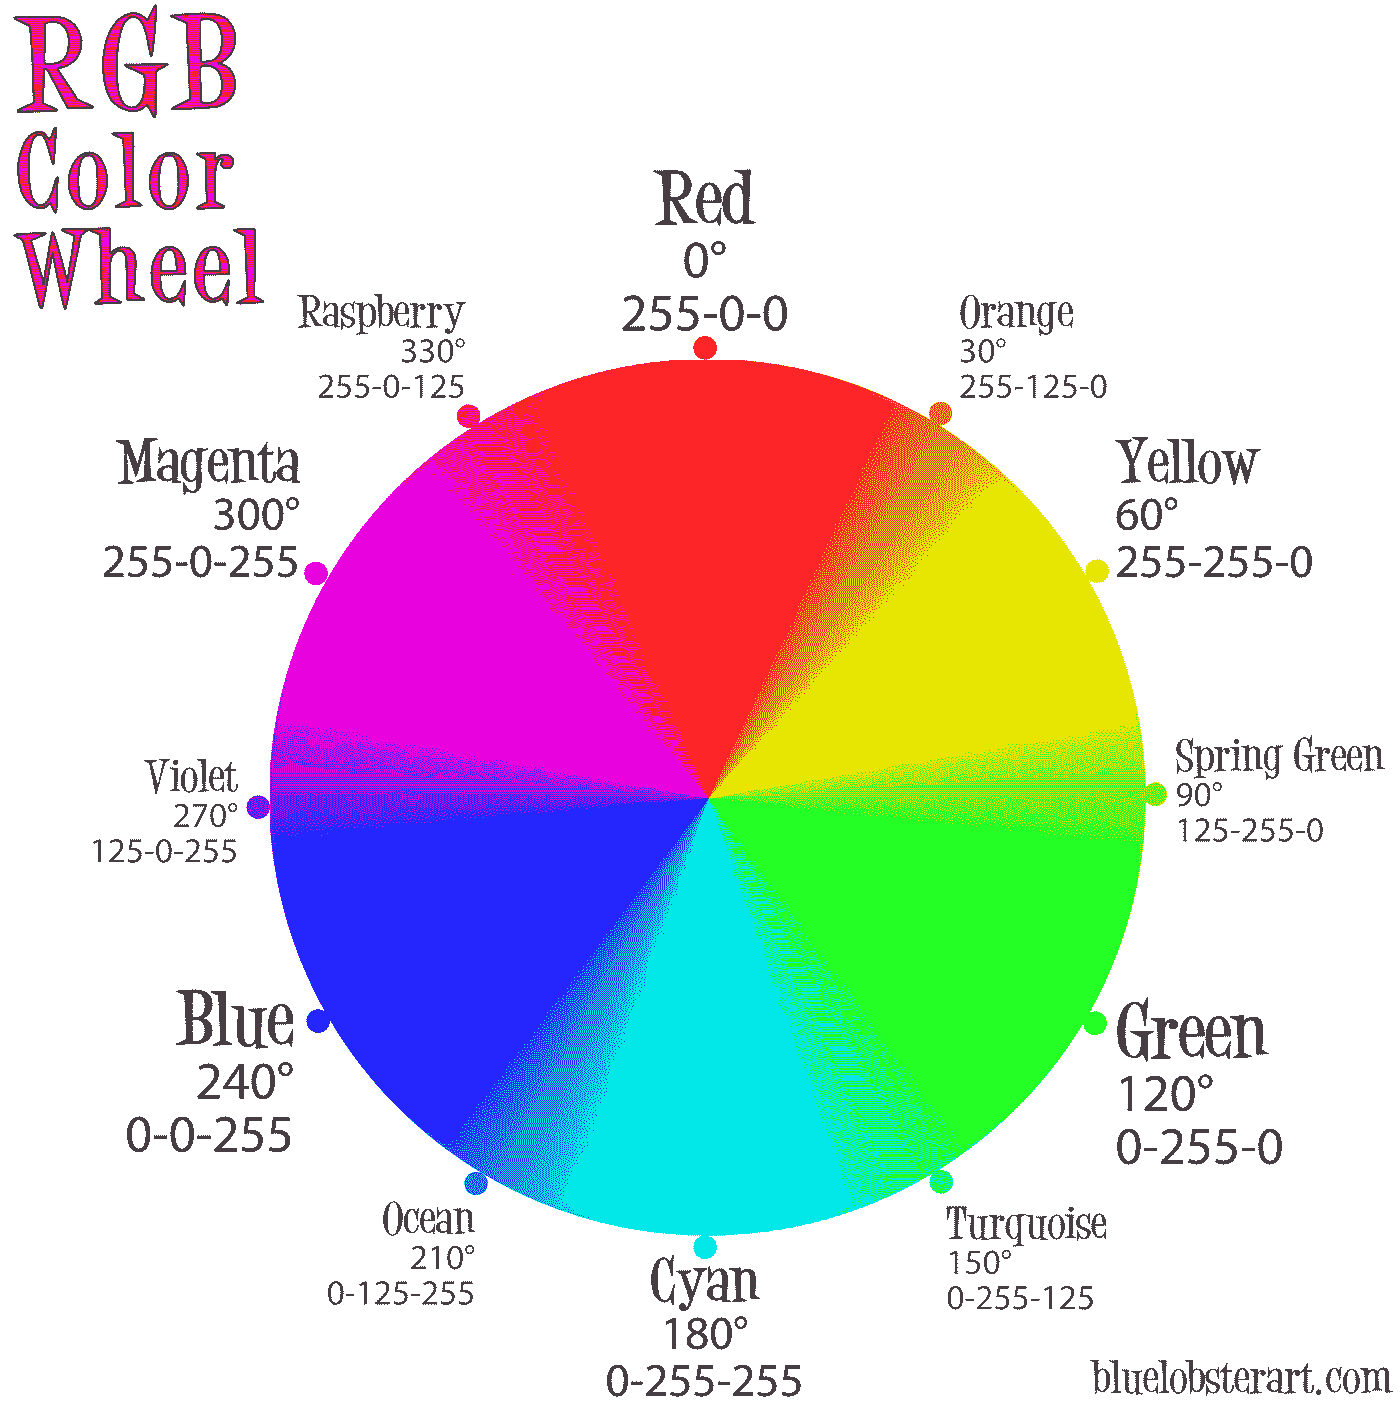 RGB
Color
Wheel
Red
0°
255-0-0
Orange
30°
255-125-0
Yellow
60°
255-255-0
Spring Green
90°
125-255-0
Green
120°
0-255-0
Turquoise
150°
0-255-125
Cyan
180°
0-255-255
Ocean
210°
0-125-255
Blue
240°
0-0-255
Violet
270°
125-0-255
Magenta
300°
255-0-255
Raspberry
330°
255-0-125
bluelobsterart.com